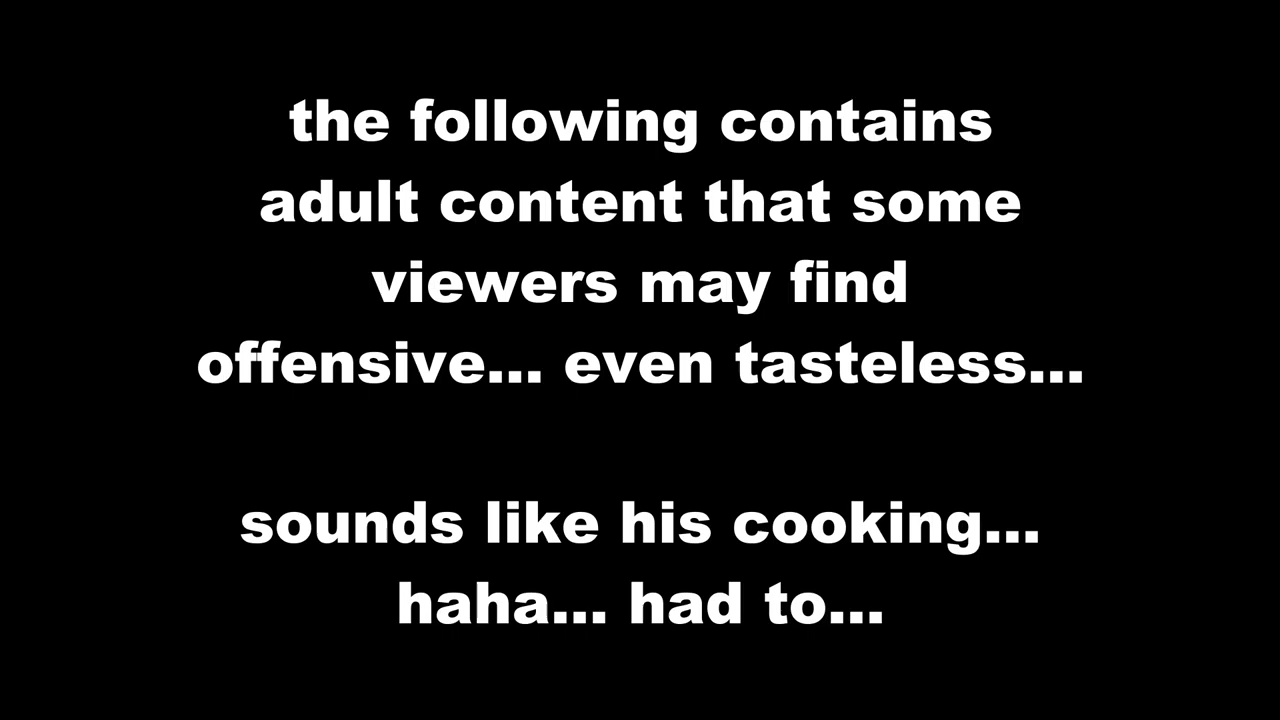 the following contains
adult content that some
viewers may find
offensive... even tasteless...
sounds like his cooking...
haha... had to...